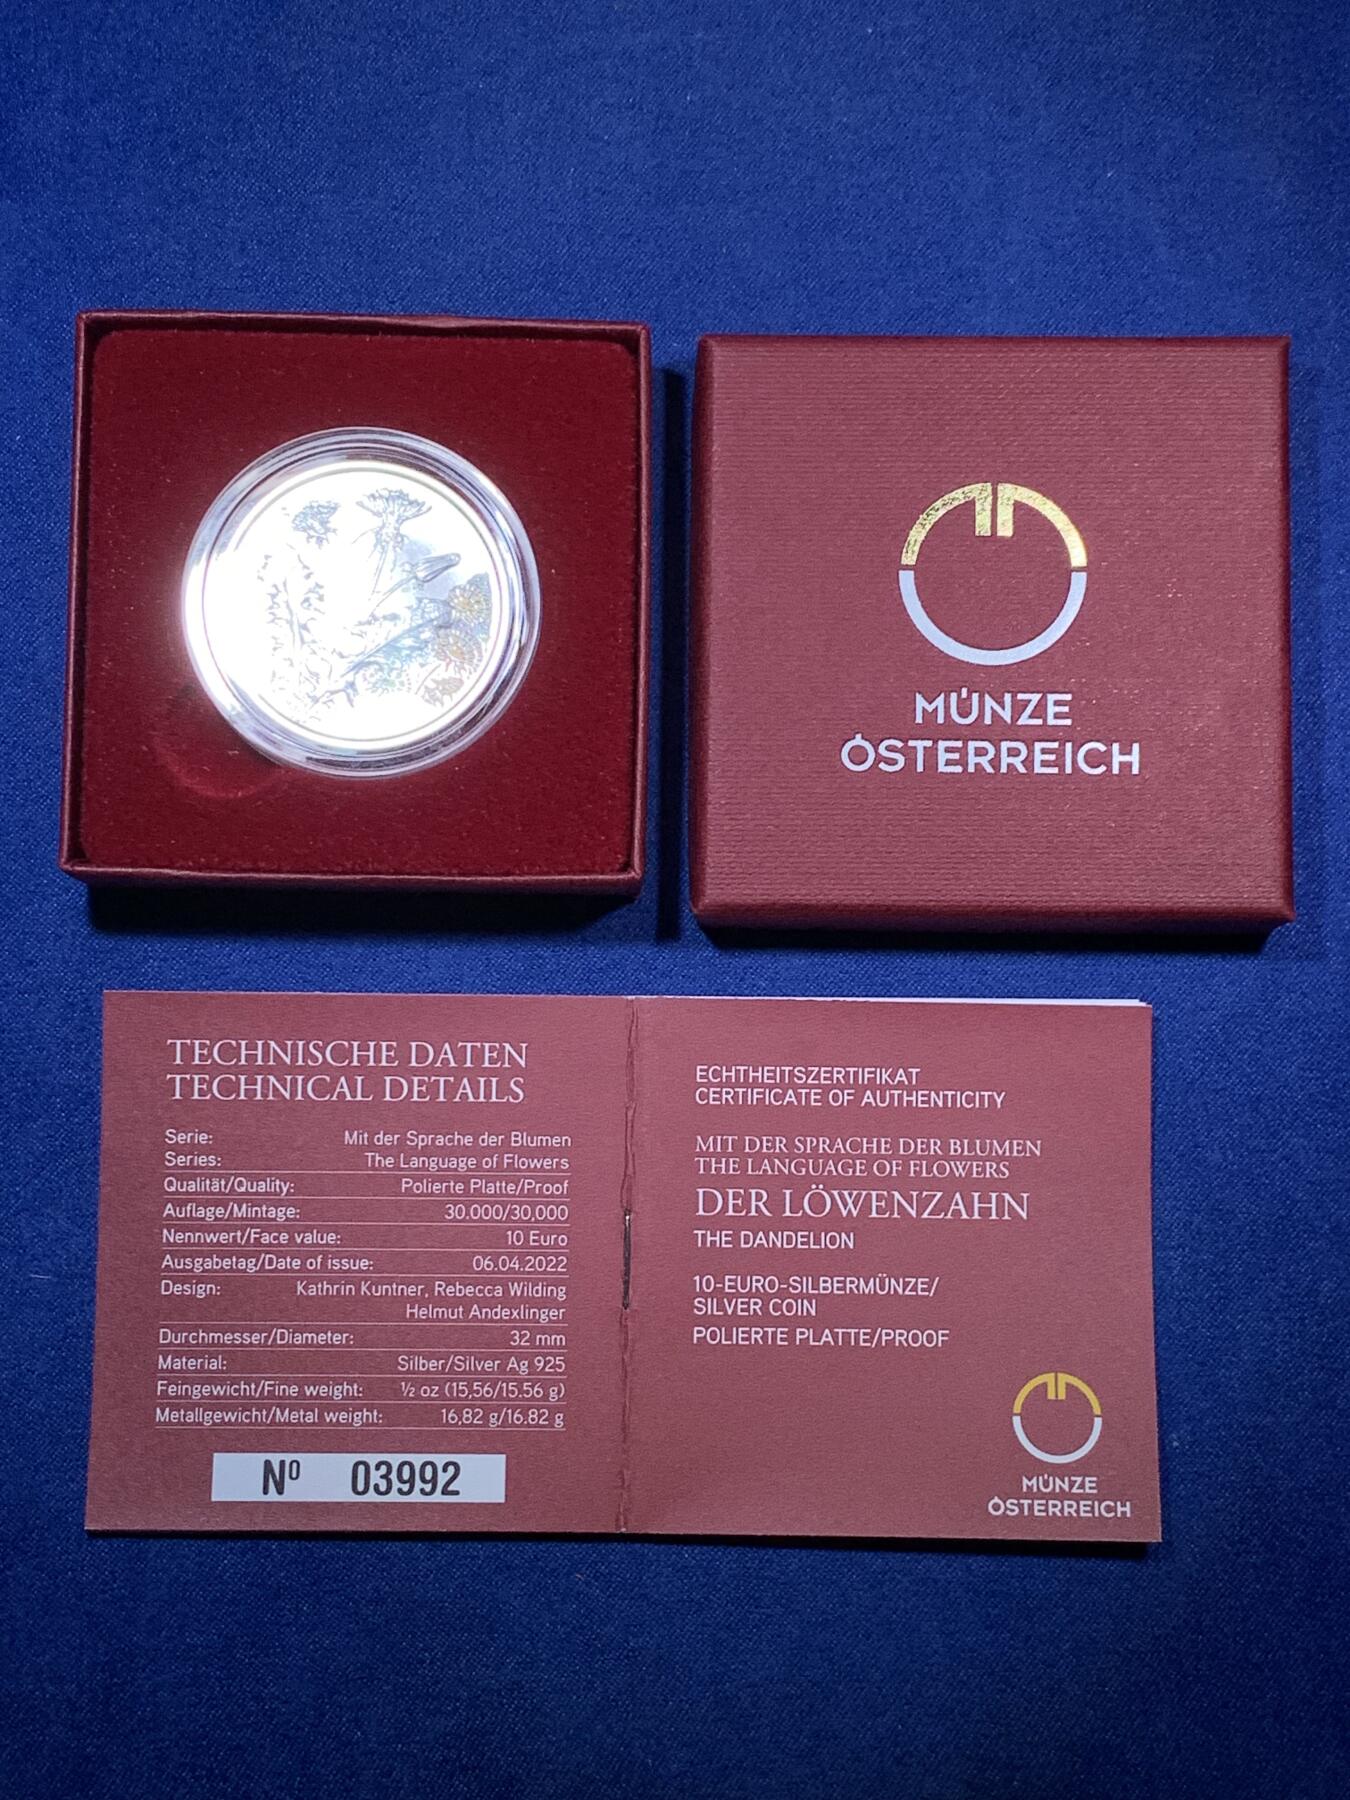 MÜNZE
ÖSTERREICH
TECHNISCHE DATEN
TECHNICAL DETAILS
Serie: Mit der Sprache der Blumen
Series: The Language of Flowers
Qualität/Quality: Polierte Platte/Proof
Auflage/Mintage: 30.000/30,000
Nennwert/Face value: 10 Euro
Ausgabetag/Date of issue: 06.04.2022
Design: Kathrin Kuntner, Rebecca Wilding
Helmut Andexlinger
Durchmesser/Diameter: 32 mm
Material: Silber/Silver Ag 925
Feingewicht/Fine weight: ½ oz (15,56/15.56 g)
Metallgewicht/Metal weight: 16,82 g/16.82 g
Nº 03992
ECHTHEITSZERTIFIKAT
CERTIFICATE OF AUTHENTICITY
MIT DER SPRACHE DER BLUMEN
THE LANGUAGE OF FLOWERS
DER LÖWENZAHN
THE DANDELION
10-EURO-SILBERMÜNZE/
SILVER COIN
POLIERTE PLATTE/PROOF
MÜNZE
ÖSTERREICH